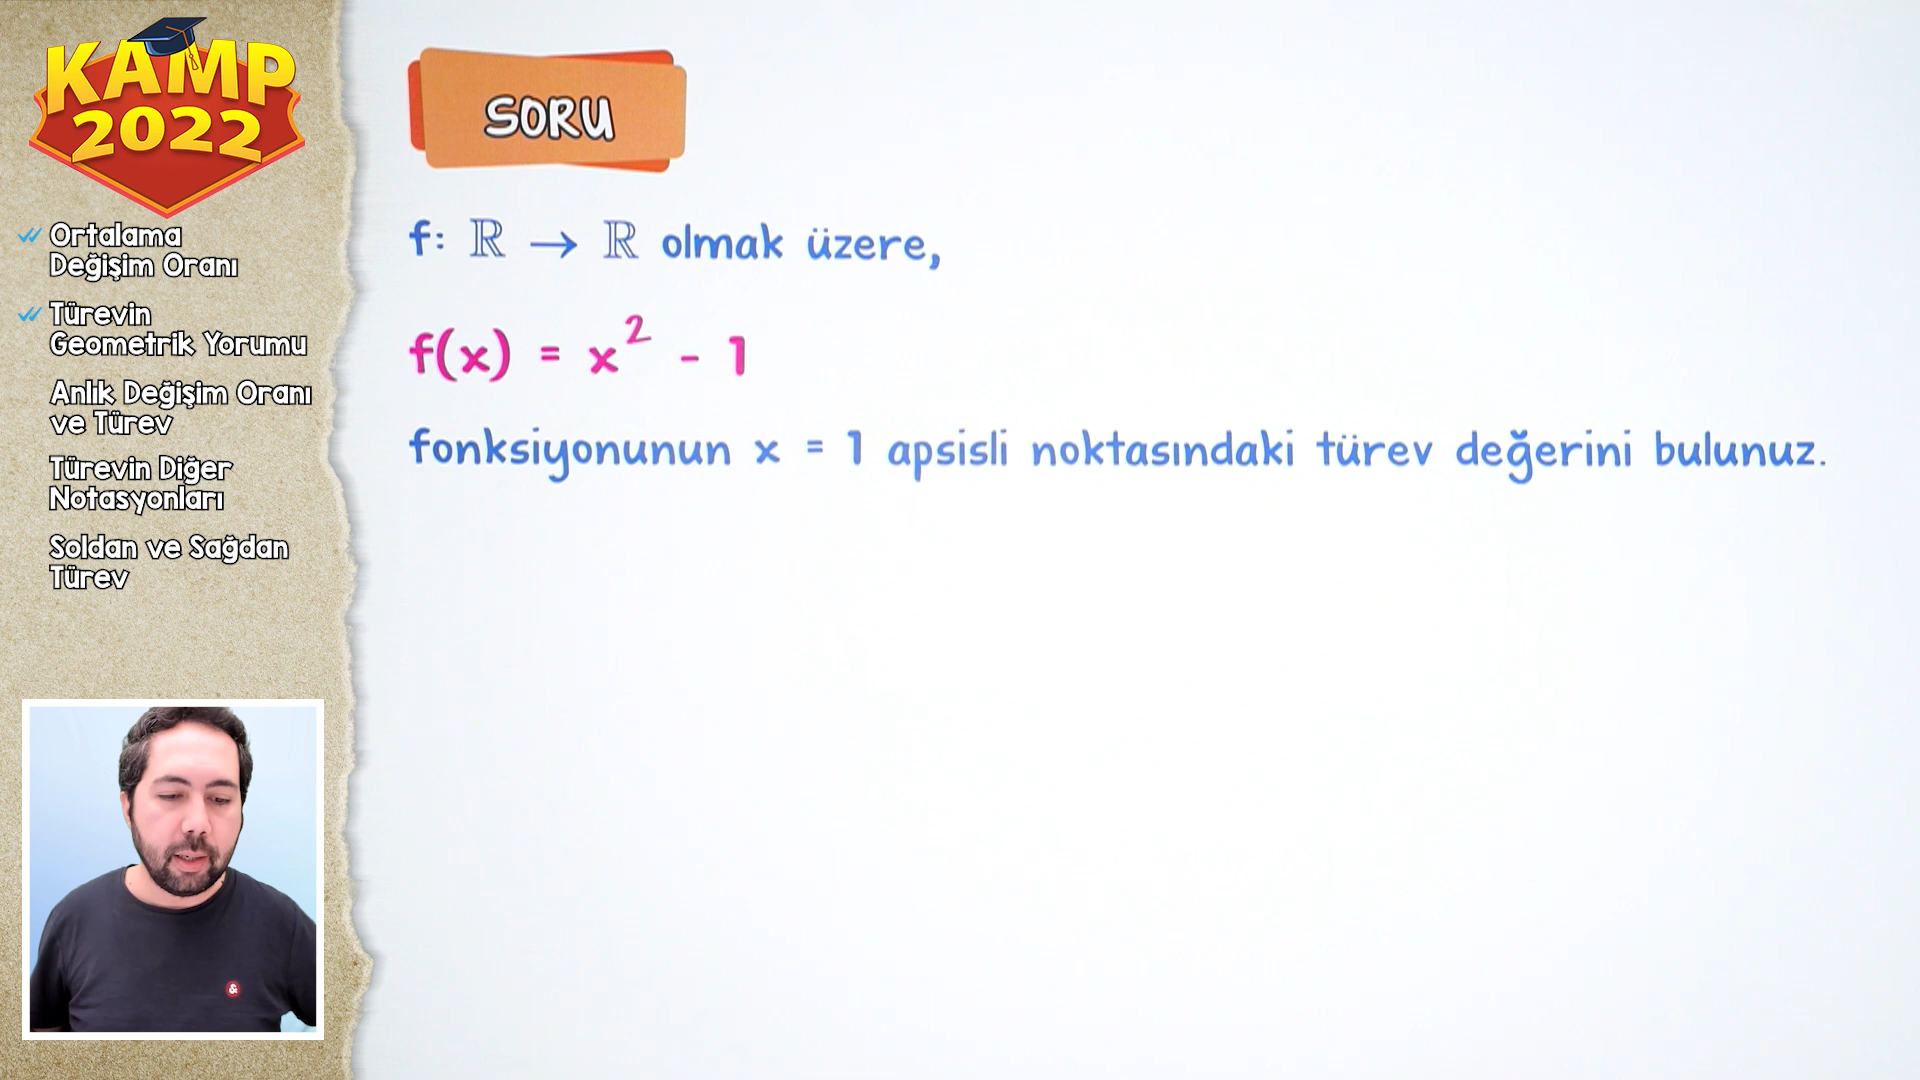 KAMP
2022
Ortalama
Değişim Oranı
Türevin
Geometrik Yorumu
Anlık Değişim Oranı
ve Türev
Türevin Diğer
Notasyonları
Soldan ve Sağdan
Türev
SORU
f: ℝ → ℝ olmak üzere,
f(x) = x² - 1
fonksiyonunun x = 1 apsisli noktasındaki türev değerini bulunuz.
&